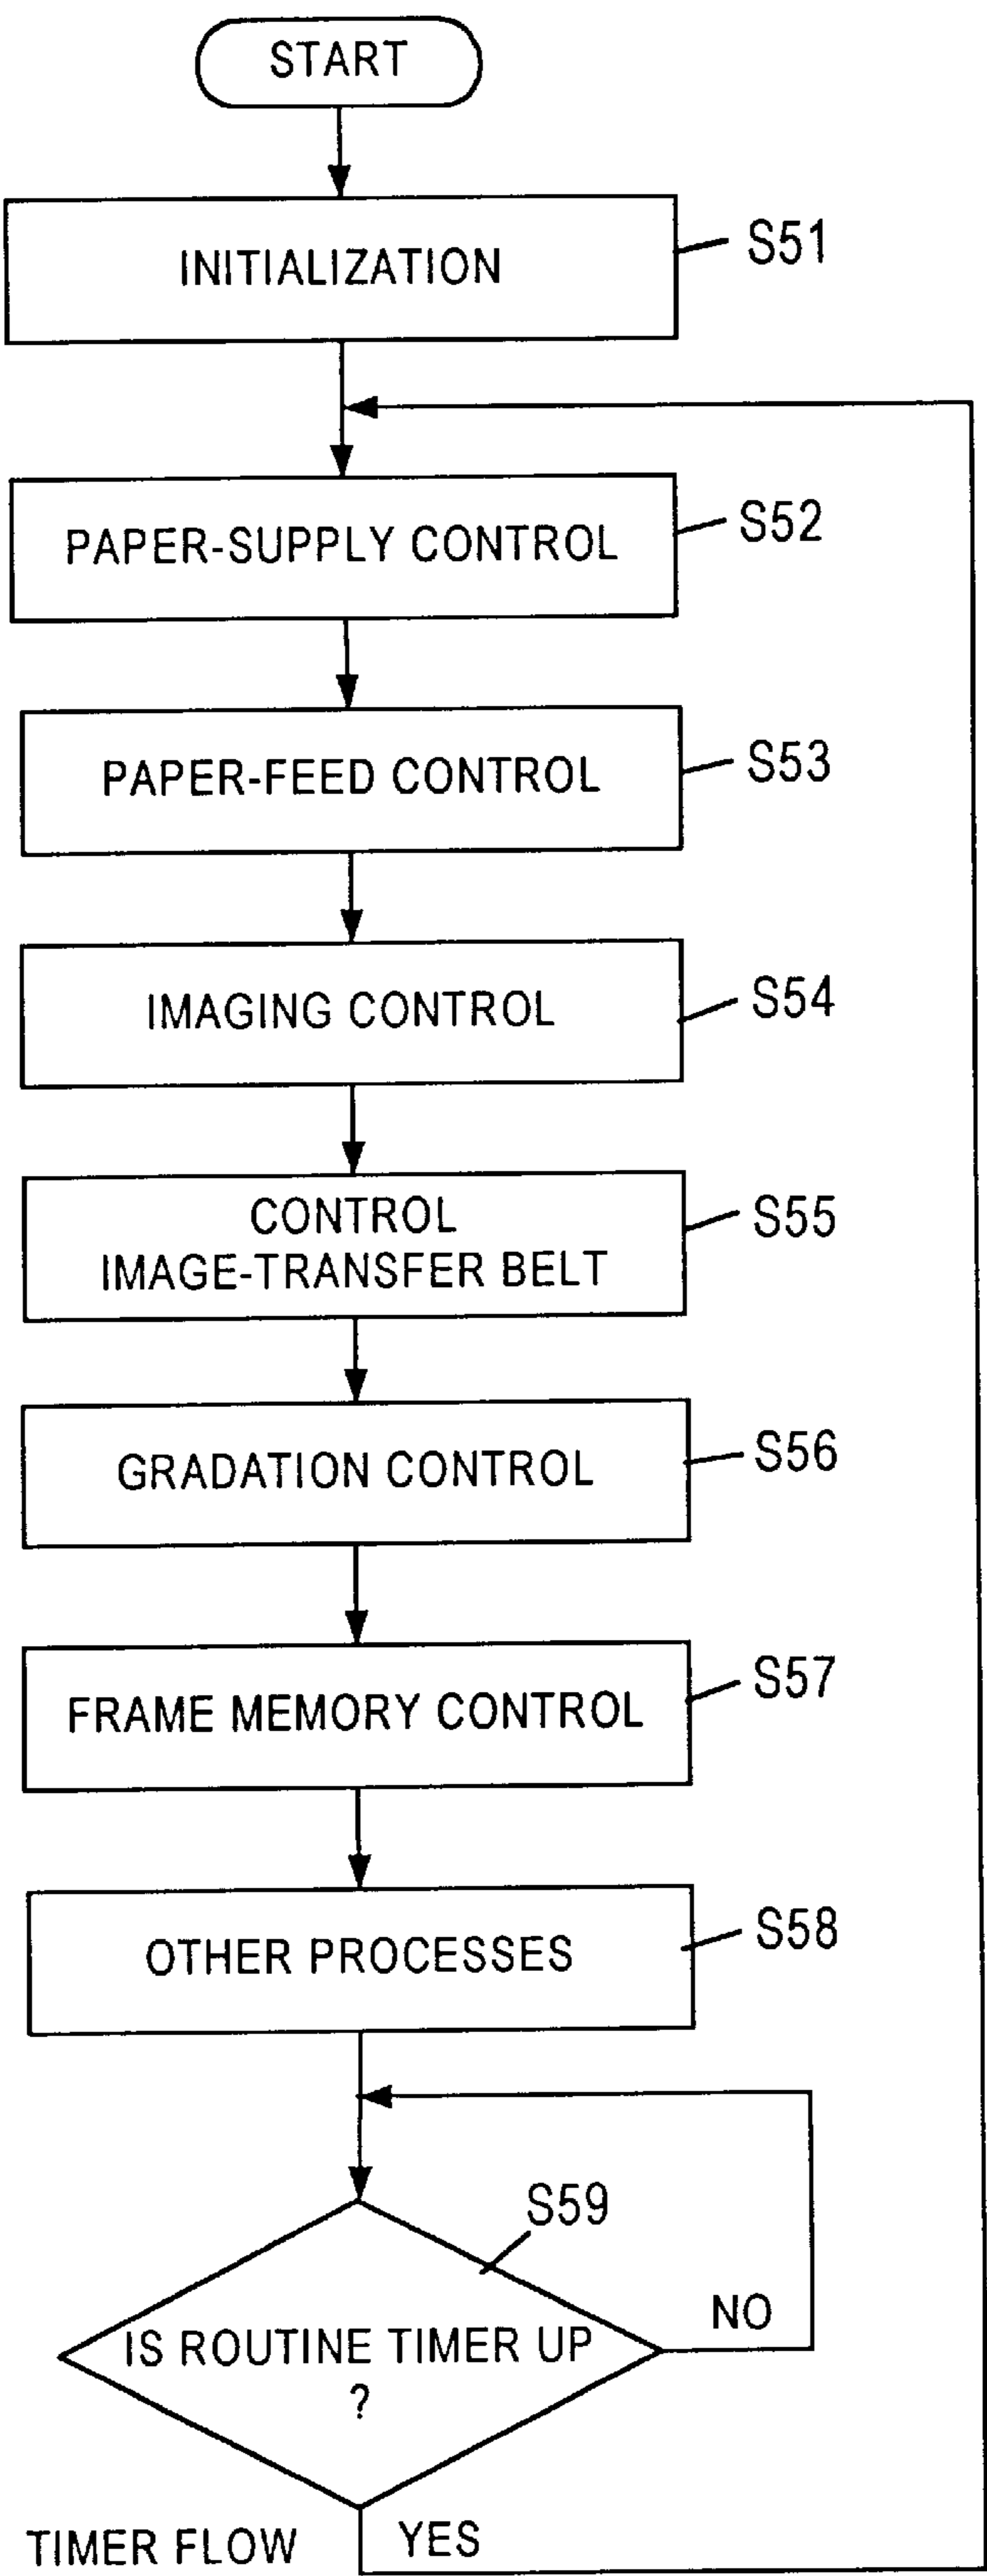 START
INITIALIZATION
S51
PAPER-SUPPLY CONTROL
S52
PAPER-FEED CONTROL
S53
IMAGING CONTROL
S54
CONTROL
IMAGE-TRANSFER BELT
S55
GRADATION CONTROL
S56
FRAME MEMORY CONTROL
S57
OTHER PROCESSES
S58
S59
IS ROUTINE TIMER UP
?
NO
TIMER FLOW
YES